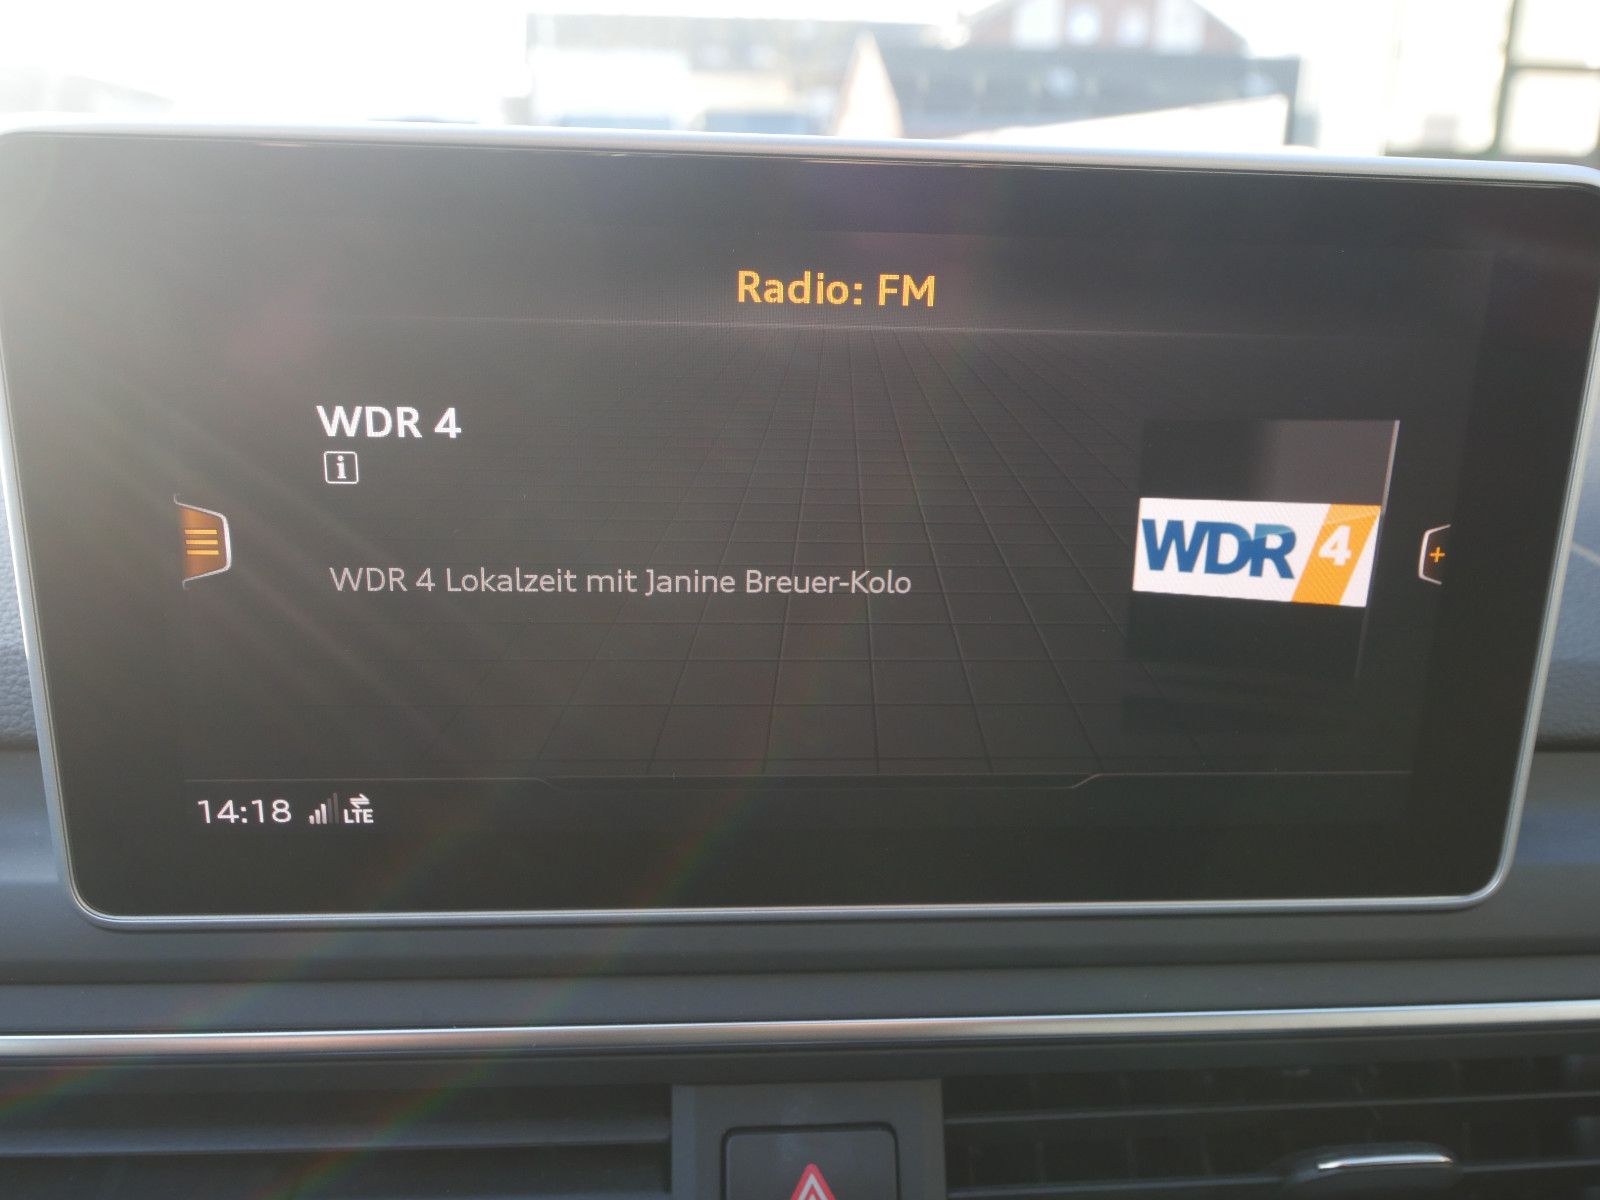 Radio: FM
WDR 4
i
WDR 4 Lokalzeit mit Janine Breuer-Kolo
WDR 4
14:18 LTE